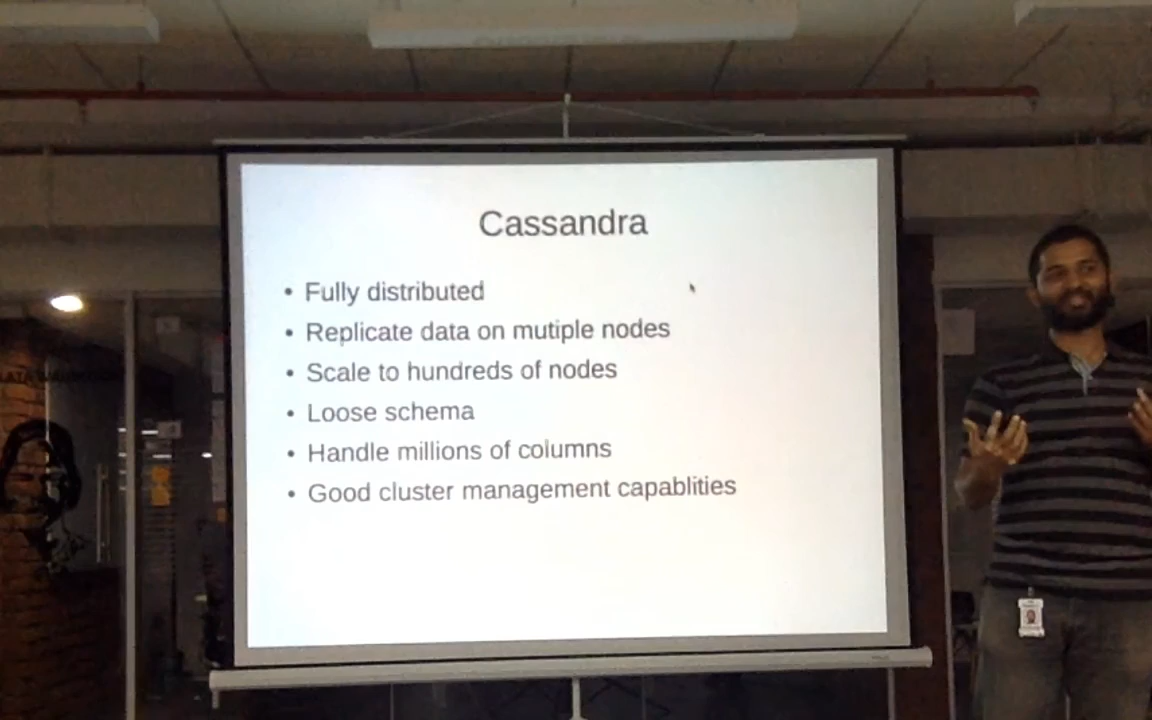 Cassandra
• Fully distributed
• Replicate data on mutiple nodes
• Scale to hundreds of nodes
• Loose schema
• Handle millions of columns
• Good cluster management capablities